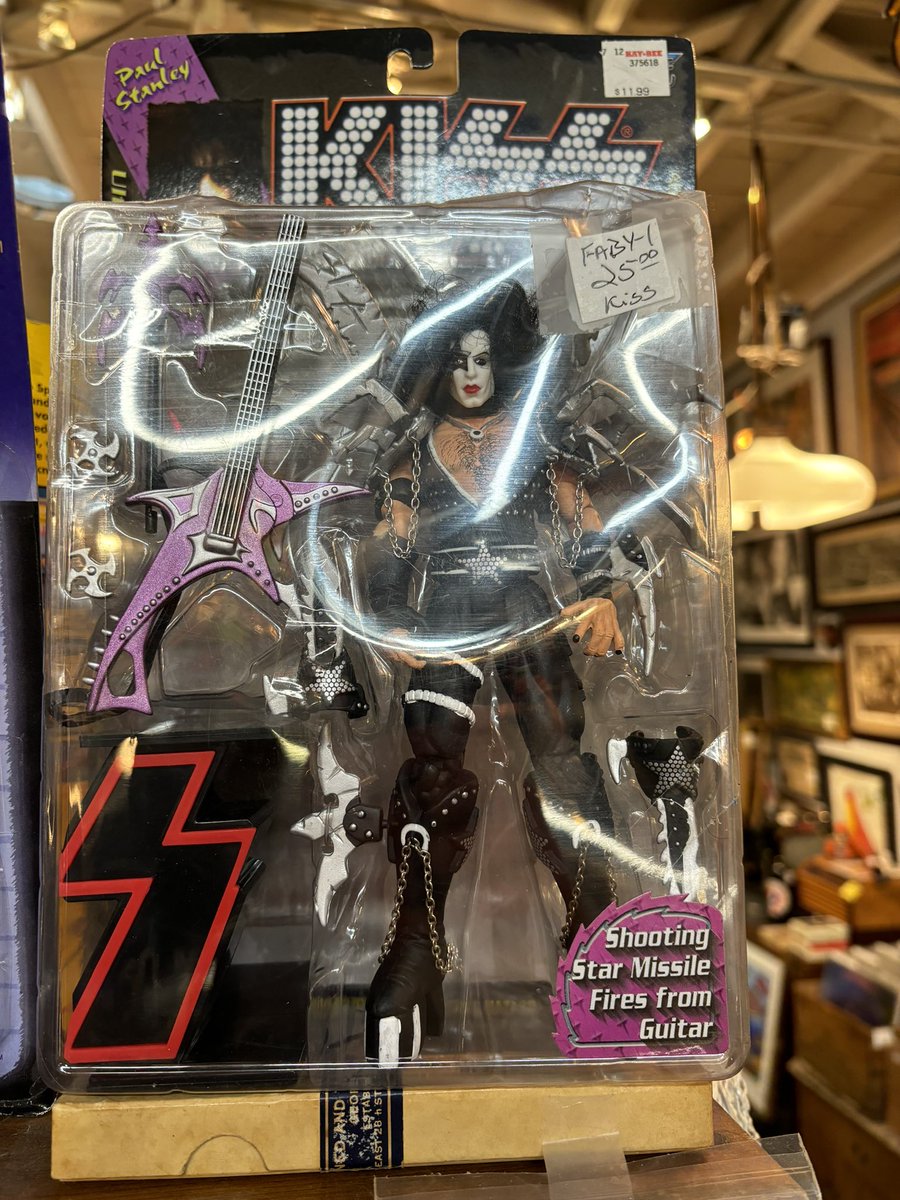 Paul
Stanley
12 KAY-BEE
375618
$11.99
KISS®
FABY-1
25.00
Kiss
Shooting
Star Missile
Fires from
Guitar